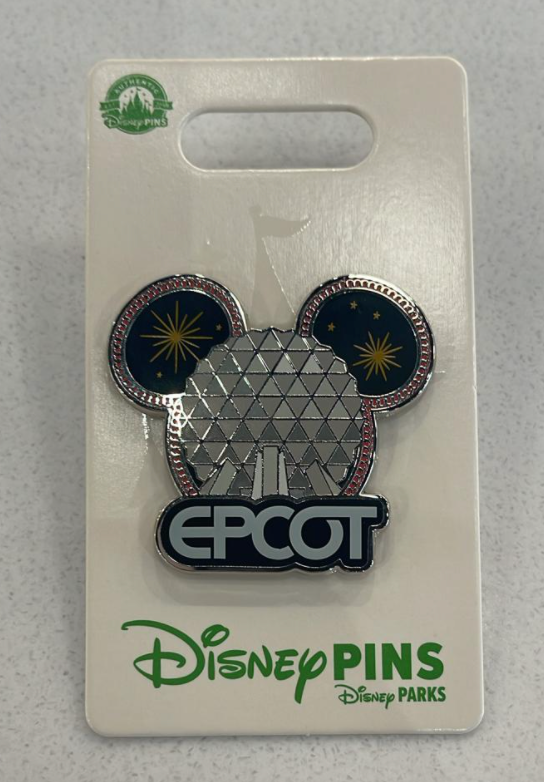 AUTHENTIC
Disney PINS
EPCOT
Disney PINS
Disney PARKS